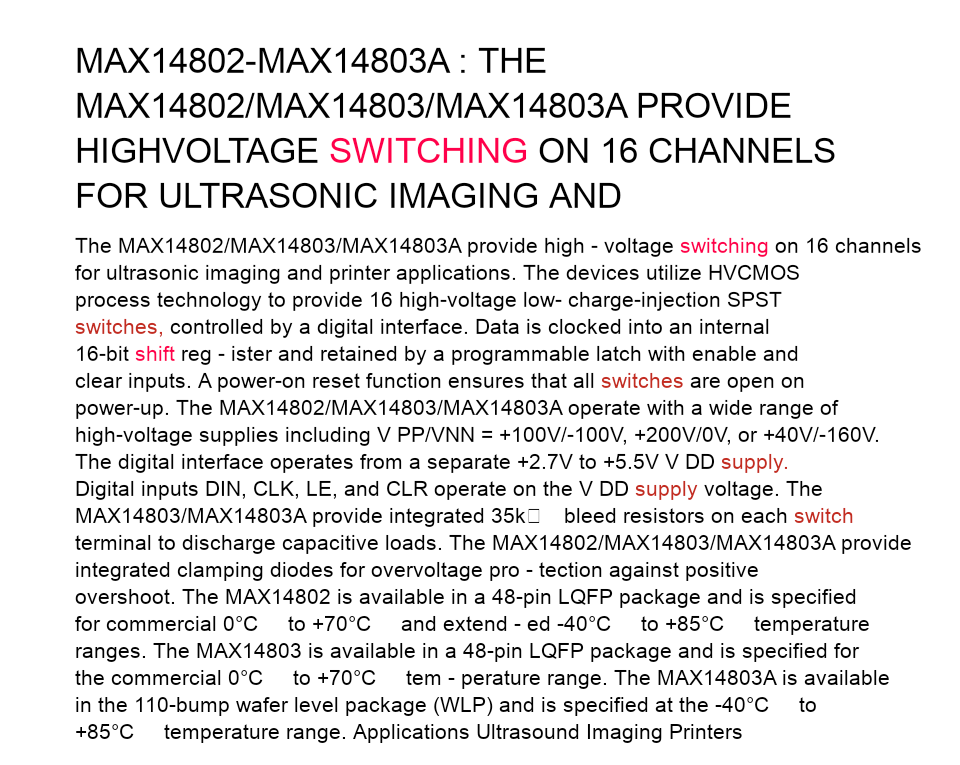 MAX14802-MAX14803A : THE
MAX14802/MAX14803/MAX14803A PROVIDE
HIGHVOLTAGE SWITCHING ON 16 CHANNELS
FOR ULTRASONIC IMAGING AND
The MAX14802/MAX14803/MAX14803A provide high - voltage switching on 16 channels
for ultrasonic imaging and printer applications. The devices utilize HVCMOS
process technology to provide 16 high-voltage low- charge-injection SPST
switches, controlled by a digital interface. Data is clocked into an internal
16-bit shift reg - ister and retained by a programmable latch with enable and
clear inputs. A power-on reset function ensures that all switches are open on
power-up. The MAX14802/MAX14803/MAX14803A operate with a wide range of
high-voltage supplies including V PP/VNN = +100V/-100V, +200V/0V, or +40V/-160V.
The digital interface operates from a separate +2.7V to +5.5V V DD supply.
Digital inputs DIN, CLK, LE, and CLR operate on the V DD supply voltage. The
MAX14803/MAX14803A provide integrated 35k□ bleed resistors on each switch
terminal to discharge capacitive loads. The MAX14802/MAX14803/MAX14803A provide
integrated clamping diodes for overvoltage pro - tection against positive
overshoot. The MAX14802 is available in a 48-pin LQFP package and is specified
for commercial 0°C to +70°C and extend - ed -40°C to +85°C temperature
ranges. The MAX14803 is available in a 48-pin LQFP package and is specified for
the commercial 0°C to +70°C tem - perature range. The MAX14803A is available
in the 110-bump wafer level package (WLP) and is specified at the -40°C to
+85°C temperature range. Applications Ultrasound Imaging Printers